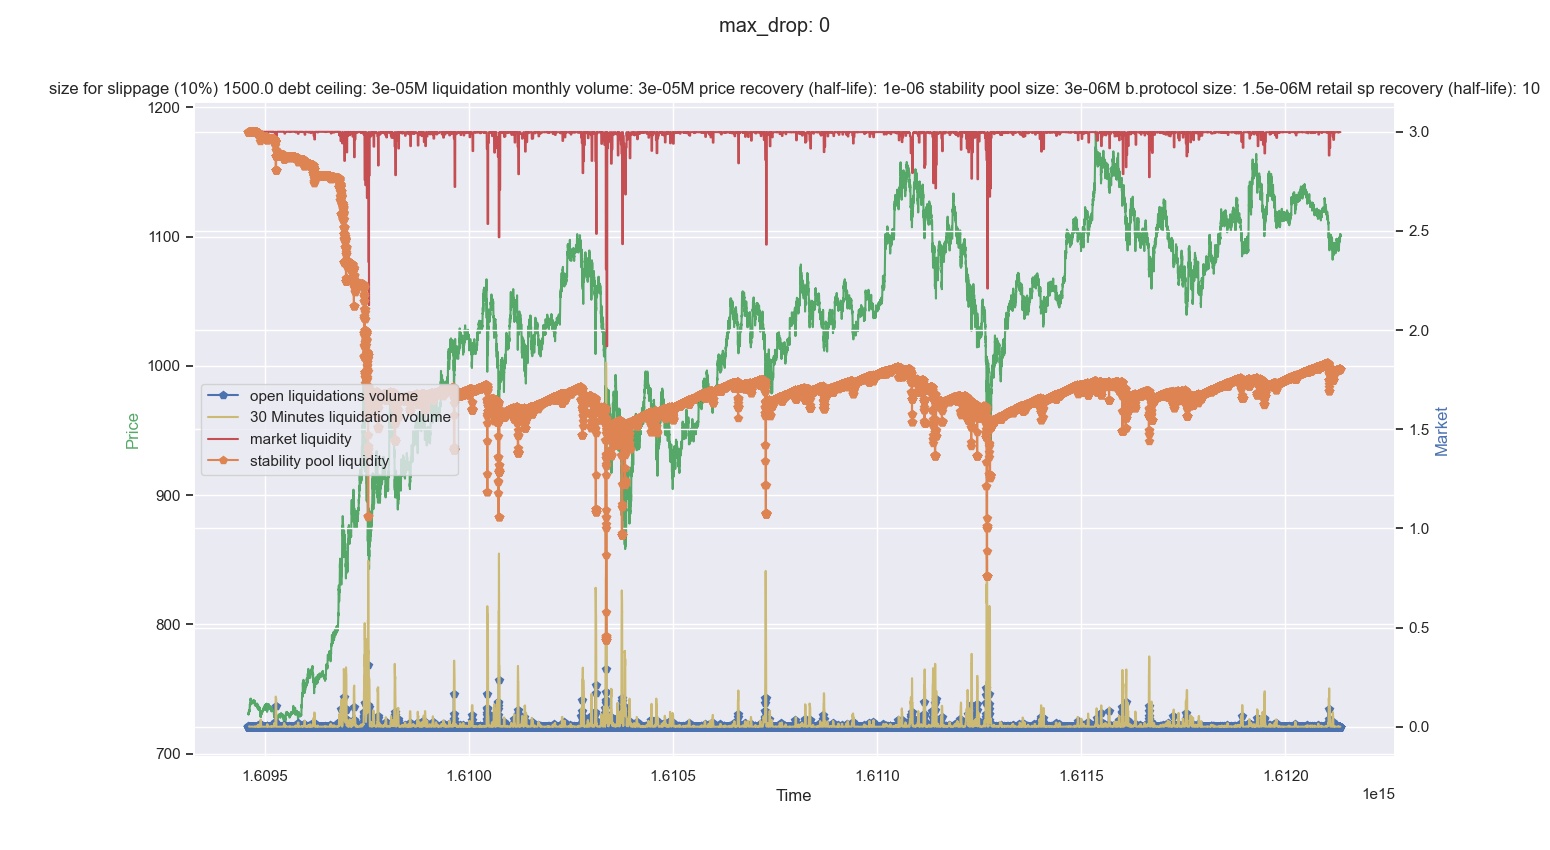 max_drop: 0
size for slippage (10%) 1500.0 debt ceiling: 3e-05M liquidation monthly volume: 3e-05M price recovery (half-life): 1e-06 stability pool size: 3e-06M b.protocol size: 1.5e-06M retail sp recovery (half-life): 10
1200
1100
1000
900
800
700
Price
3.0
2.5
2.0
1.5
1.0
0.5
0.0
Market
open liquidations volume
30 Minutes liquidation volume
market liquidity
stability pool liquidity
1.6095 1.6100 1.6105 1.6110 1.6115 1.6120
Time
1e15